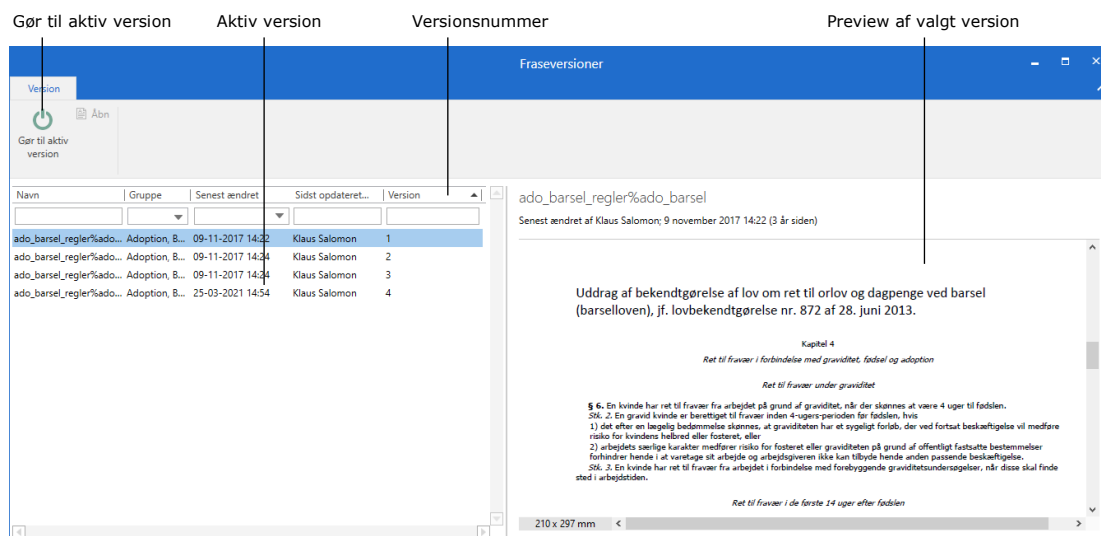 Gør til aktiv version Aktiv version Versionsnummer Preview af valgt version
Fraseversioner
Version
Åbn
Gør til aktiv
version
Navn Gruppe Senest ændret Sidst opdateret... Version
ado_barsel_regler%ado... Adoption, B... 09-11-2017 14:22 Klaus Salomon 1
ado_barsel_regler%ado... Adoption, B... 09-11-2017 14:24 Klaus Salomon 2
ado_barsel_regler%ado... Adoption, B... 09-11-2017 14:24 Klaus Salomon 3
ado_barsel_regler%ado... Adoption, B... 25-03-2021 14:54 Klaus Salomon 4
ado_barsel_regler%ado_barsel
Senest ændret af Klaus Salomon; 9 november 2017 14:22 (3 år siden)
Uddrag af bekendtgørelse af lov om ret til orlov og dagpenge ved barsel
(barselloven), jf. lovbekendtgørelse nr. 872 af 28. juni 2013.
Kapitel 4
Ret til fravær i forbindelse med graviditet, fødsel og adoption
Ret til fravær under graviditet
§ 6. En kvinde har ret til fravær fra arbejdet på grund af graviditet, når der skønnes at være 4 uger til fødslen.
Stk. 2. En gravid kvinde er berettiget til fravær inden 4-ugers-perioden før fødslen, hvis
1) det efter en lægelig bedømmelse skønnes, at graviditeten har et sygeligt forløb, der ved fortsat beskæftigelse vil medføre
risiko for kvindens helbred eller fosteret, eller
2) arbejdets særlige karakter medfører risiko for fosteret eller graviditeten på grund af offentligt fastsatte bestemmelser
forhindrer hende i at varetage sit arbejde og arbejdsgiveren ikke kan tilbyde hende anden passende beskæftigelse.
Stk. 3. En kvinde har ret til fravær fra arbejdet i forbindelse med forebyggende graviditetsundersøgelser, når disse skal finde
sted i arbejdstiden.
Ret til fravær i de første 14 uger efter fødslen
210 x 297 mm